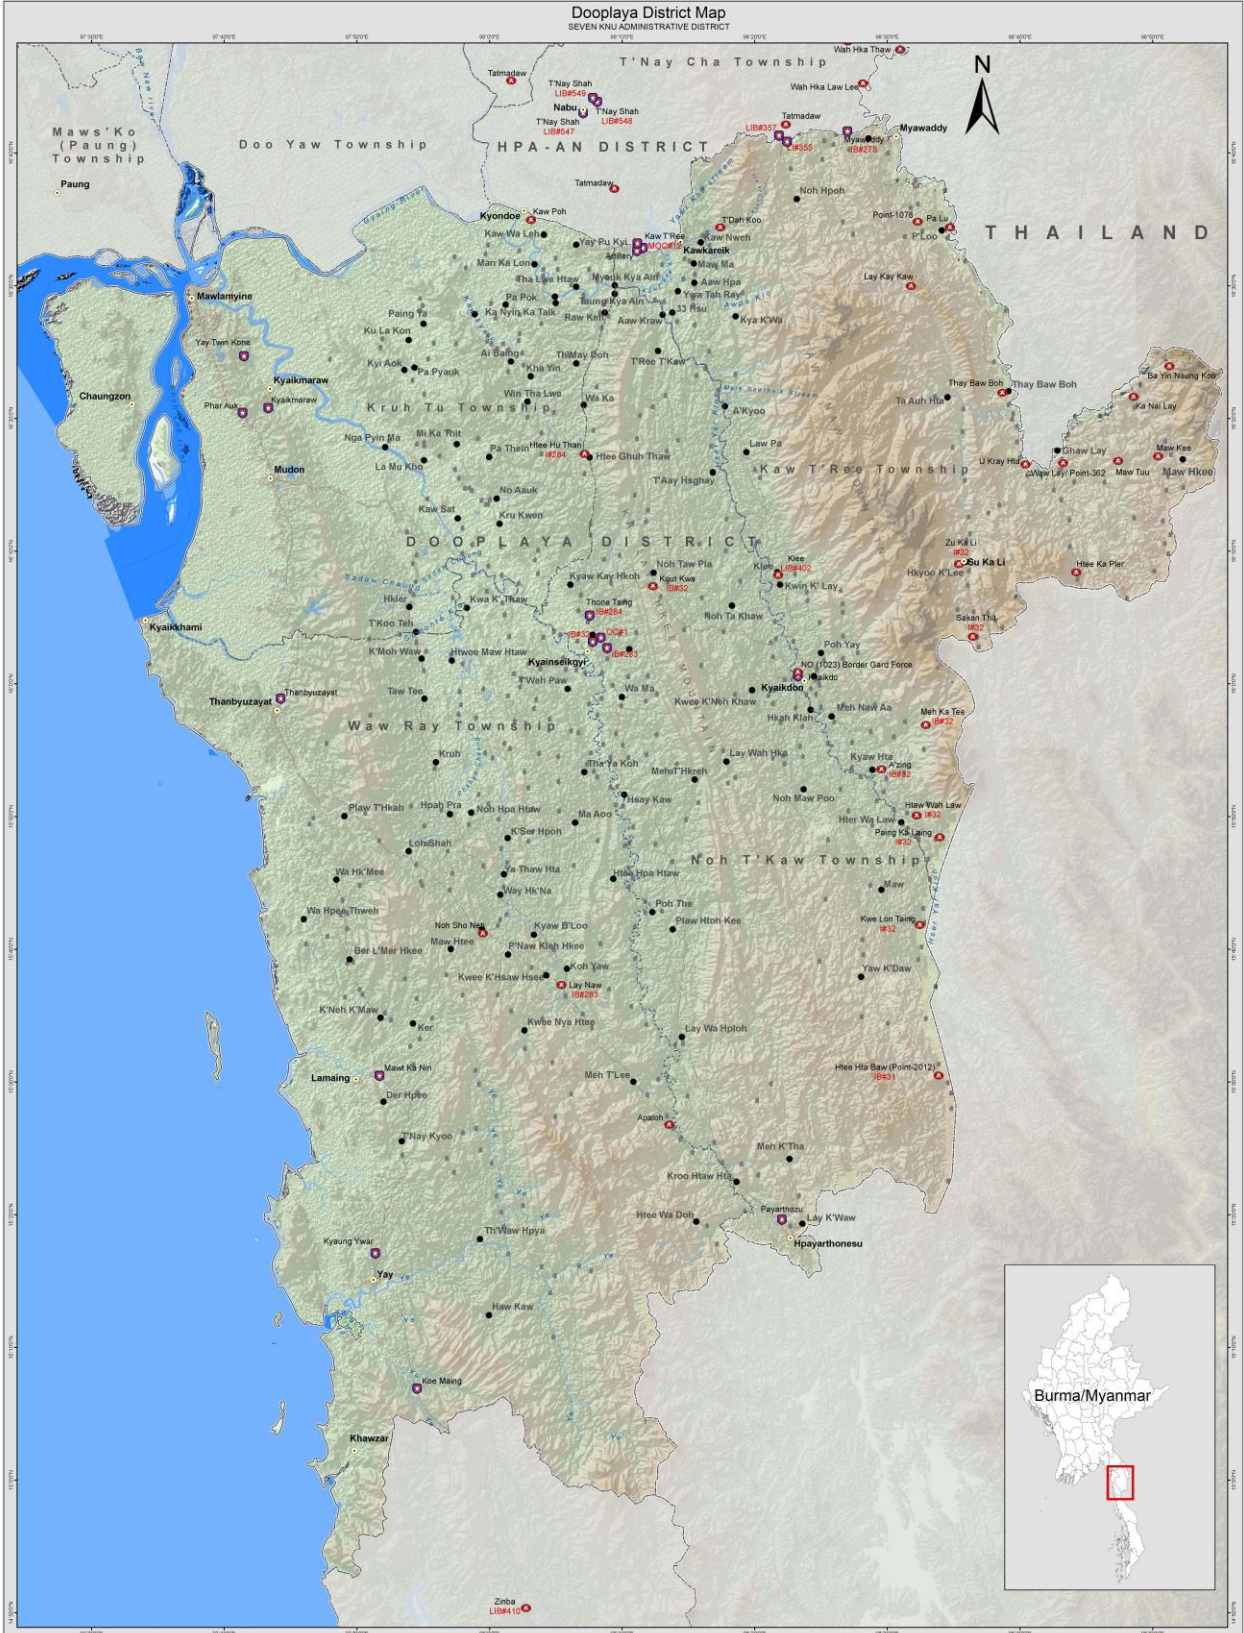 Dooplaya District Map
SEVEN KNU ADMINISTRATIVE DISTRICT
Wah Hka Thaw
T'Nay Cha Township
N
Tatmadaw
T'Nay Shah
LIB#549
Wah Hka Law Lee
Nabu
T'Nay Shah
LIB#548
T'Nay Shah
LIB#547
Tatmadaw
LIB#357
LI#355
Myawaddy
Myawaddy
IB#275
Maws'Ko
(Paung)
Township
Doo Yaw Township
HPA-AN DISTRICT
Paung
Tatmadaw
Noh Hpoh
Gyaing River
Kyondoe
Kaw Poh
T'Dah Koo
Point-1078
Pa Lu
P'Loo
THAILAND
Kaw Wa Leh
Yay Pu Kyi
Kaw T'Ree
MOC#12
Artillery
Kaw Nweh
Kawkareik
Man Ka Lon
Maw Ma
Tha Lwe Htaw
Myauk Kya Ain
Aaw Hpa
Lay Kay Kaw
Mawlamyine
Pa Pok
Taung Kya Ain
Ywa Tah Ray
Paing Ya
Ka Nyin Ka Taik
Raw Keh
Aaw Kraw
33 Hsu
Kya K'Wa
Ku La Kon
Yay Twin Kone
Ai Baing
Th'May Doh
T'Ree T'Kaw
Kyi Aok
Pa Pyauk
Kha Yin
Ba Yin Naung Kon
Kyaikmaraw
Win Tha Lwe
Thay Baw Boh
Thay Baw Boh
Ta Auh Hta
Ka Nai Lay
Chaungzon
Phar Auk
Kyaikmaraw
Kruh Tu Township
Wa Ka
A'Kyoo
Nga Pyin Ma
Mi Ka Thit
Pa Thein
Htee Hu Than
I#284
Htee Ghuh Thaw
Law Pa
Ghaw Lay
Maw Kee
La Mu Kho
Mudon
Kaw T'Ree Township
U Kray Hta
Waw Lay/ Point-362
Maw Tuu
Maw Hkee
T'Aay Hsghay
No Aauk
Kaw Sat
Kru Kwen
DOOPLAYA DISTRICT
Zu Ka Li
I#32
Su Ka Li
Hkyoo K'Lee
Htee Ka Pler
Noh Taw Pla
Klee
LIB#402
Kyaw Kay Hkoh
Kout Kwa
IB#32
Kwin K' Lay
Hkler
Kwa K' Thaw
Thone Taing
IB#284
Noh Ta Khaw
Kyaikkhami
T'Koo Teh
Sakan Thit
I#32
IB#32
OC#1
IB#283
Kyainseikgyi
K'Moh Waw
Htwee Maw Htaw
Poh Yay
NO (1023) Border Gard Force
Kyaikdo
Kyaikdon
T'Weh Paw
Thanbyuzayat
Thanbyuzayat
Taw Tee
Wa Ma
Kwee K'Neh Khaw
Hkah Klah
Meh Naw Aa
Meh Ka Tee
IB#32
Waw Ray Township
Kruh
Tha Ya Koh
Meh T'Hkreh
Lay Wah Hka
Kyaw Hta
A'zing
IB#32
Hsay Kaw
Noh Maw Poo
Plaw T'Hkah
Hpah Pra
Noh Hpa Htaw
Ma Aoo
Htaw Wah Law
I#32
Hter Wa Law
Paing Ka Laing
I#32
K'Ser Hpoh
Loh Shah
Noh T'Kaw Township
Wa Hk'Mee
Ya Thaw Hta
Htee Hpa Htaw
Way Hk'Na
Maw
Wa Hpee Thweh
Poh The
Noh Sho Neh
Kyaw B'Loo
Plaw Htoh Kee
Kwe Lon Taing
I#32
Maw Htee
P'Naw Kleh Hkee
Ber L'Mer Hkee
Kwee K'Hsaw Hsee
Koh Yaw
Yaw K'Daw
Lay Naw
IB#283
K'Neh K'Maw
Ker
Kwee Nya Htee
Lay Wa Hploh
Lamaing
Mawt Ka Nin
Meh T'Lee
Htee Hta Baw (Point-2012)
IB#31
Der Hpee
Apaloh
T'Nay Kyoo
Meh K'Tha
Kroo Htaw Hta
Htee Wa Doh
Payarthozu
Lay K'Waw
Hpayarthonesu
Th'Waw Hpya
Kyaung Ywar
Yay
Haw Kaw
Koe Maing
Burma/Myanmar
Khawzar
Zinba
LIB#410